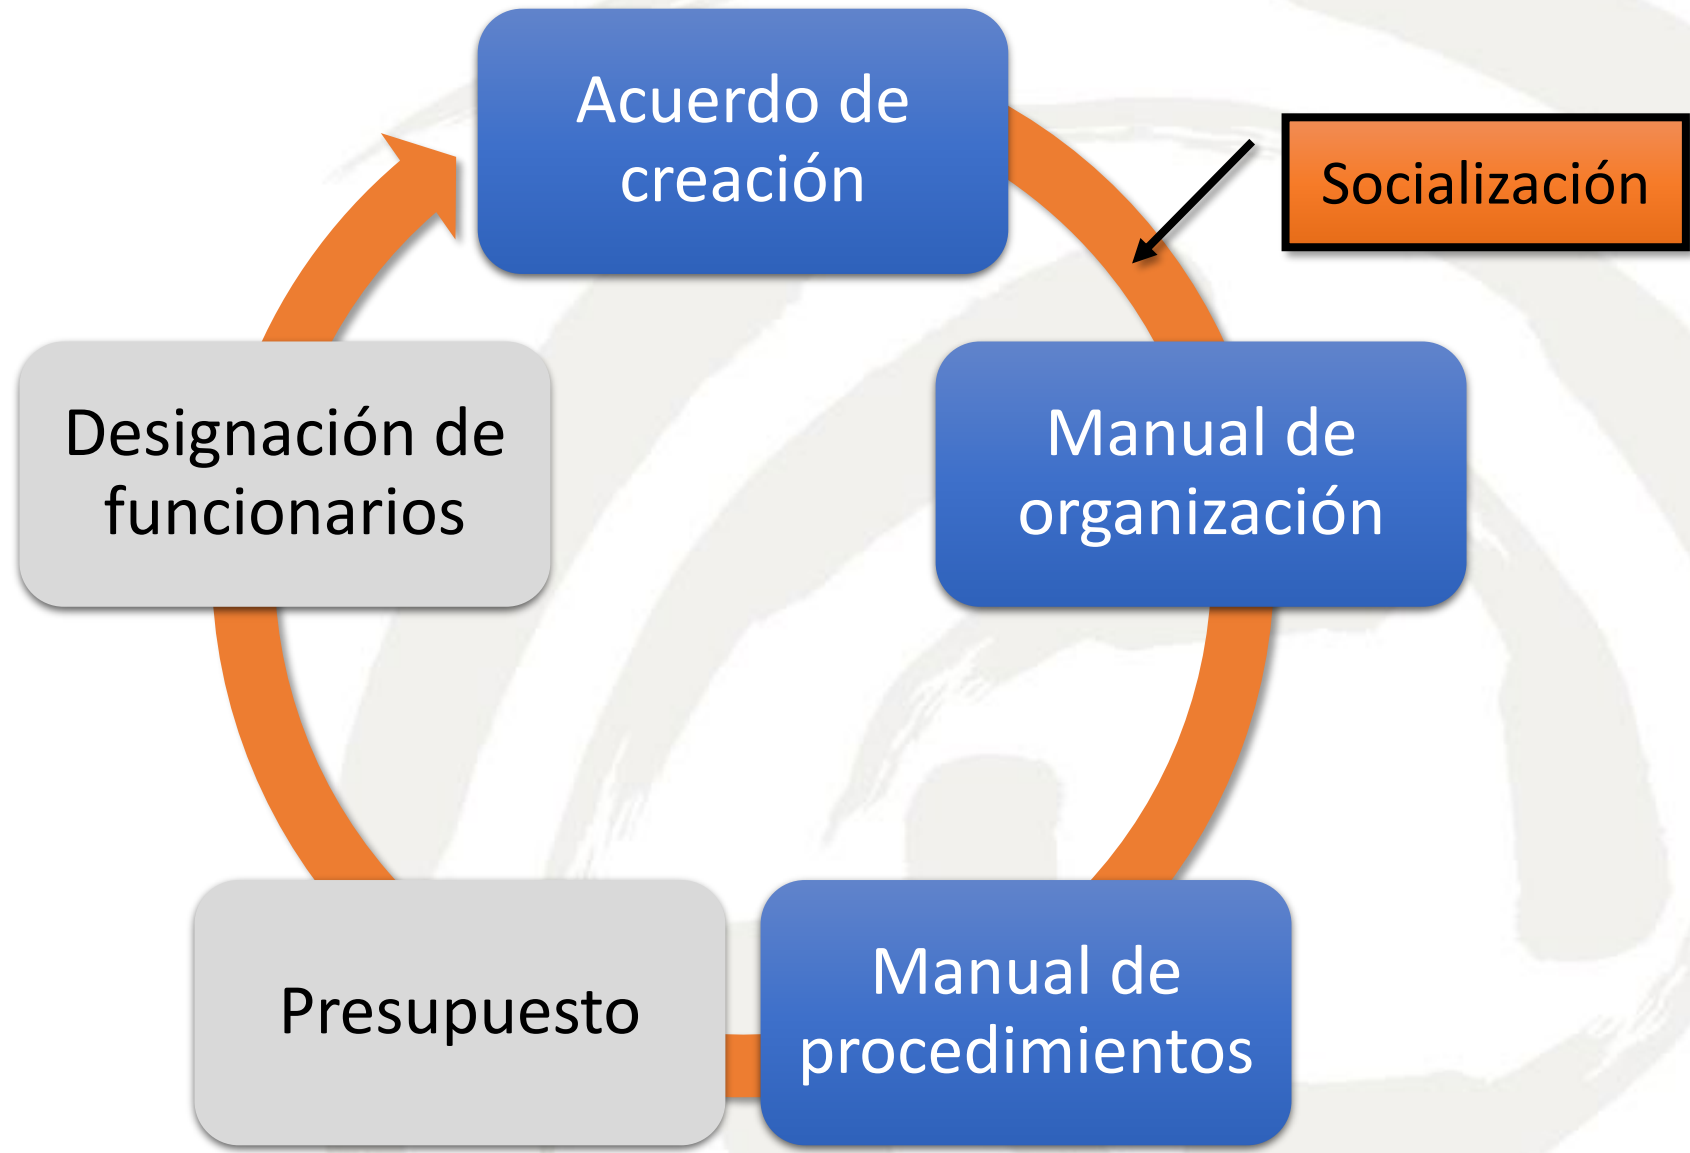 Acuerdo de
creación
Socialización
Manual de
organización
Manual de
procedimientos
Presupuesto
Designación de
funcionarios